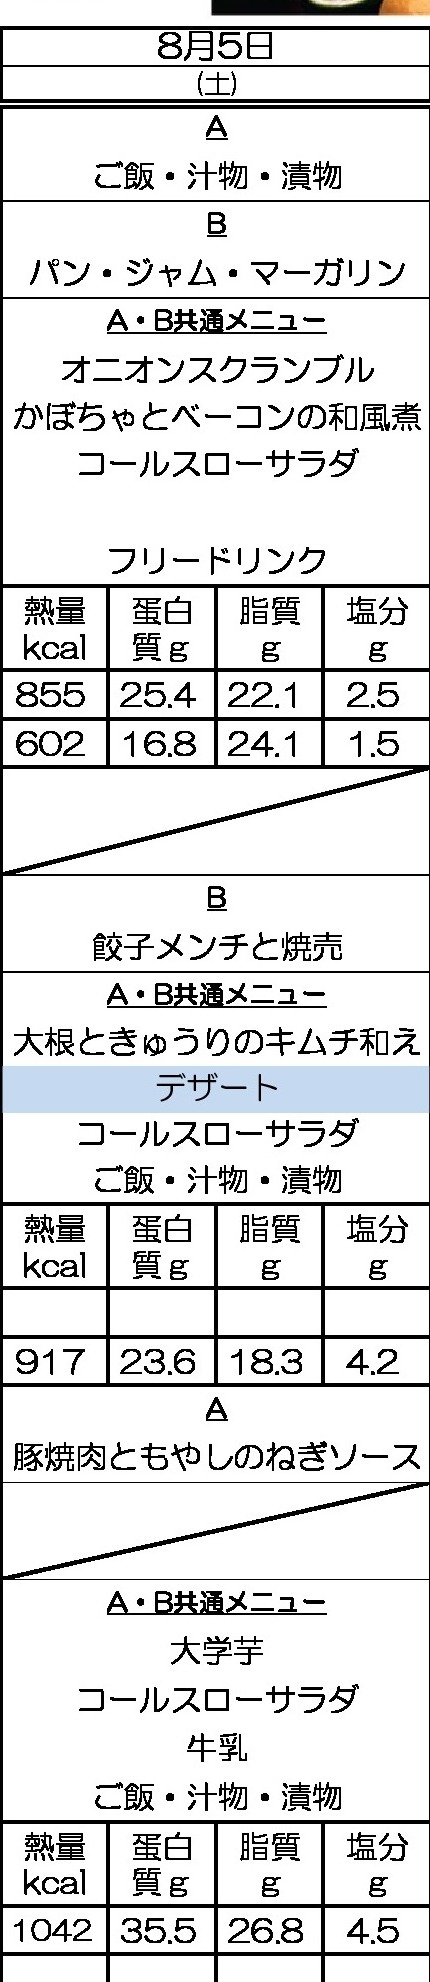 8月5日
(土)
A
ご飯・汁物・漬物
B
パン・ジャム・マーガリン
A・B共通メニュー
オニオンスクランブル
かぼちゃとベーコンの和風煮
コールスローサラダ
フリードリンク
熱量 蛋白 脂質 塩分
kcal 質g g g
855 25.4 22.1 2.5
602 16.8 24.1 1.5
B
餃子メンチと焼売
A・B共通メニュー
大根ときゅうりのキムチ和え
デザート
コールスローサラダ
ご飯・汁物・漬物
熱量 蛋白 脂質 塩分
kcal 質g g g
917 23.6 18.3 4.2
A
豚焼肉ともやしのねぎソース
A・B共通メニュー
大学芋
コールスローサラダ
牛乳
ご飯・汁物・漬物
熱量 蛋白 脂質 塩分
kcal 質g g g
1042 35.5 26.8 4.5